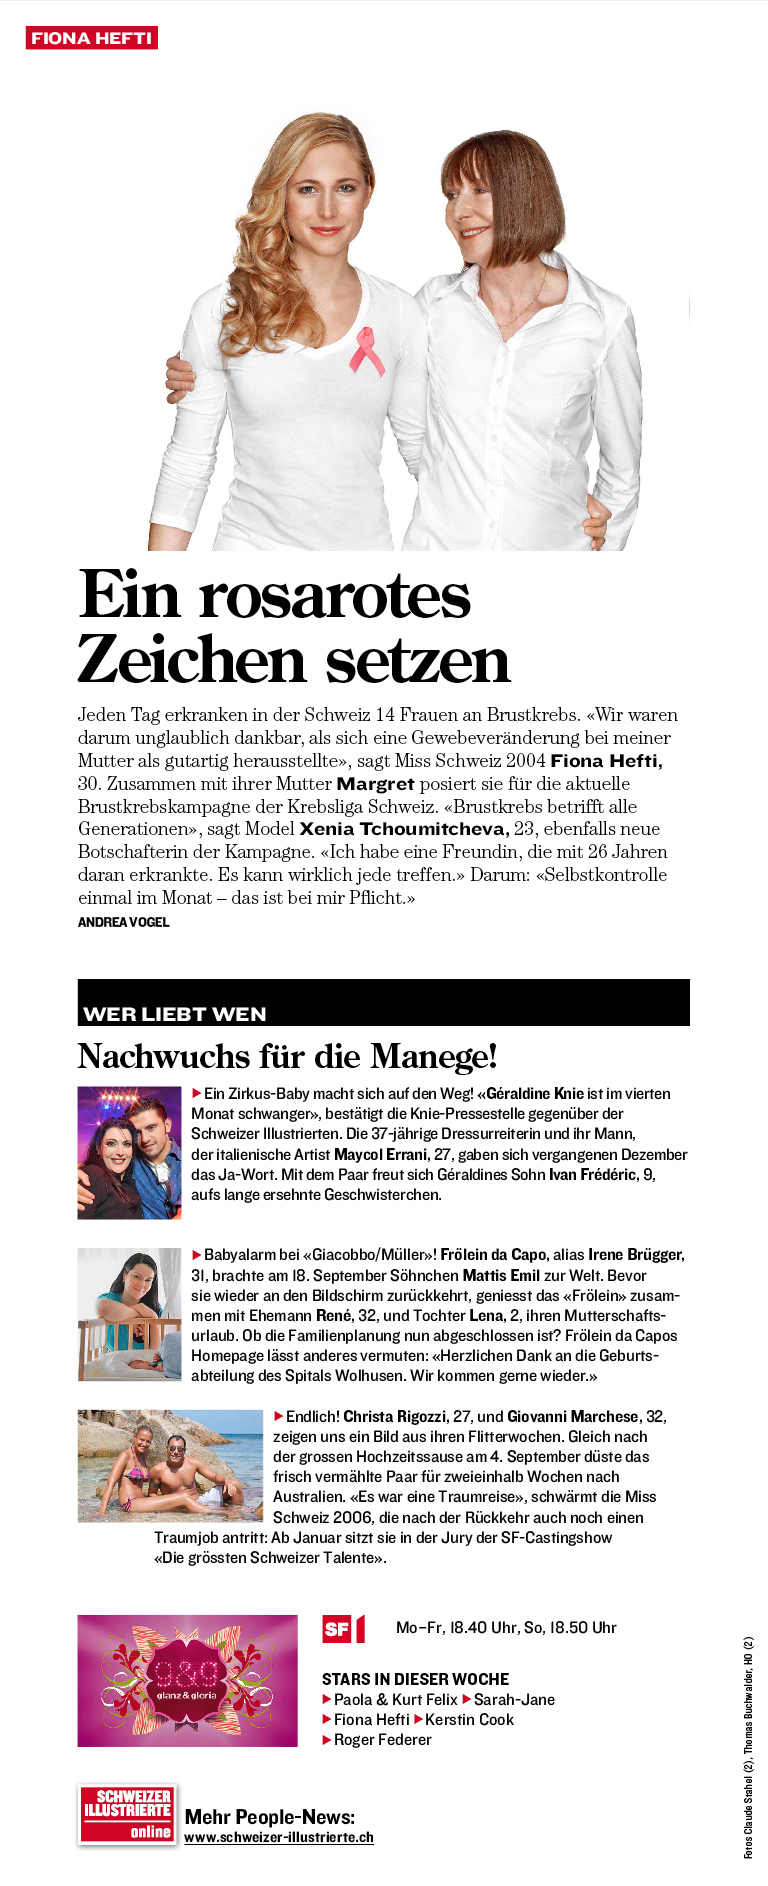 FIONA HEFTI
Ein rosarotes
Zeichen setzen
Jeden Tag erkranken in der Schweiz 14 Frauen an Brustkrebs. «Wir waren
darum unglaublich dankbar, als sich eine Gewebeveränderung bei meiner
Mutter als gutartig herausstellte», sagt Miss Schweiz 2004 Fiona Hefti,
30. Zusammen mit ihrer Mutter Margret posiert sie für die aktuelle
Brustkrebskampagne der Krebsliga Schweiz. «Brustkrebs betrifft alle
Generationen», sagt Model Xenia Tchoumitcheva, 23, ebenfalls neue
Botschafterin der Kampagne. «Ich habe eine Freundin, die mit 26 Jahren
daran erkrankte. Es kann wirklich jede treffen.» Darum: «Selbstkontrolle
einmal im Monat – das ist bei mir Pflicht.»
ANDREA VOGEL
WER LIEBT WEN
Nachwuchs für die Manege!
Ein Zirkus-Baby macht sich auf den Weg! «Géraldine Knie ist im vierten
Monat schwanger», bestätigt die Knie-Pressestelle gegenüber der
Schweizer Illustrierten. Die 37-jährige Dressurreiterin und ihr Mann,
der italienische Artist Maycol Errani, 27, gaben sich vergangenen Dezember
das Ja-Wort. Mit dem Paar freut sich Géraldines Sohn Ivan Frédéric, 9,
aufs lange ersehnte Geschwisterchen.
Babyalarm bei «Giacobbo/Müller»! Frölein da Capo, alias Irene Brügger,
31, brachte am 18. September Söhnchen Mattis Emil zur Welt. Bevor
sie wieder an den Bildschirm zurückkehrt, geniesst das «Frölein» zusam-
men mit Ehemann René, 32, und Tochter Lena, 2, ihren Mutterschafts-
urlaub. Ob die Familienplanung nun abgeschlossen ist? Frölein da Capos
Homepage lässt anderes vermuten: «Herzlichen Dank an die Geburts-
abteilung des Spitals Wolhusen. Wir kommen gerne wieder.»
Endlich! Christa Rigozzi, 27, und Giovanni Marchese, 32,
zeigen uns ein Bild aus ihren Flitterwochen. Gleich nach
der grossen Hochzeitssause am 4. September düste das
frisch vermählte Paar für zweieinhalb Wochen nach
Australien. «Es war eine Traumreise», schwärmt die Miss
Schweiz 2006, die nach der Rückkehr auch noch einen
Traumjob antritt: Ab Januar sitzt sie in der Jury der SF-Castingshow
«Die grössten Schweizer Talente».
g&g
glanz & gloria
SF 1
Mo–Fr, 18.40 Uhr, So, 18.50 Uhr
STARS IN DIESER WOCHE
Paola & Kurt Felix Sarah-Jane
Fiona Hefti Kerstin Cook
Roger Federer
SCHWEIZER
ILLUSTRIERTE
online
Mehr People-News:
www.schweizer-illustrierte.ch
Fotos Claude Stahel (2), Thomas Buchwalder, HO (2)